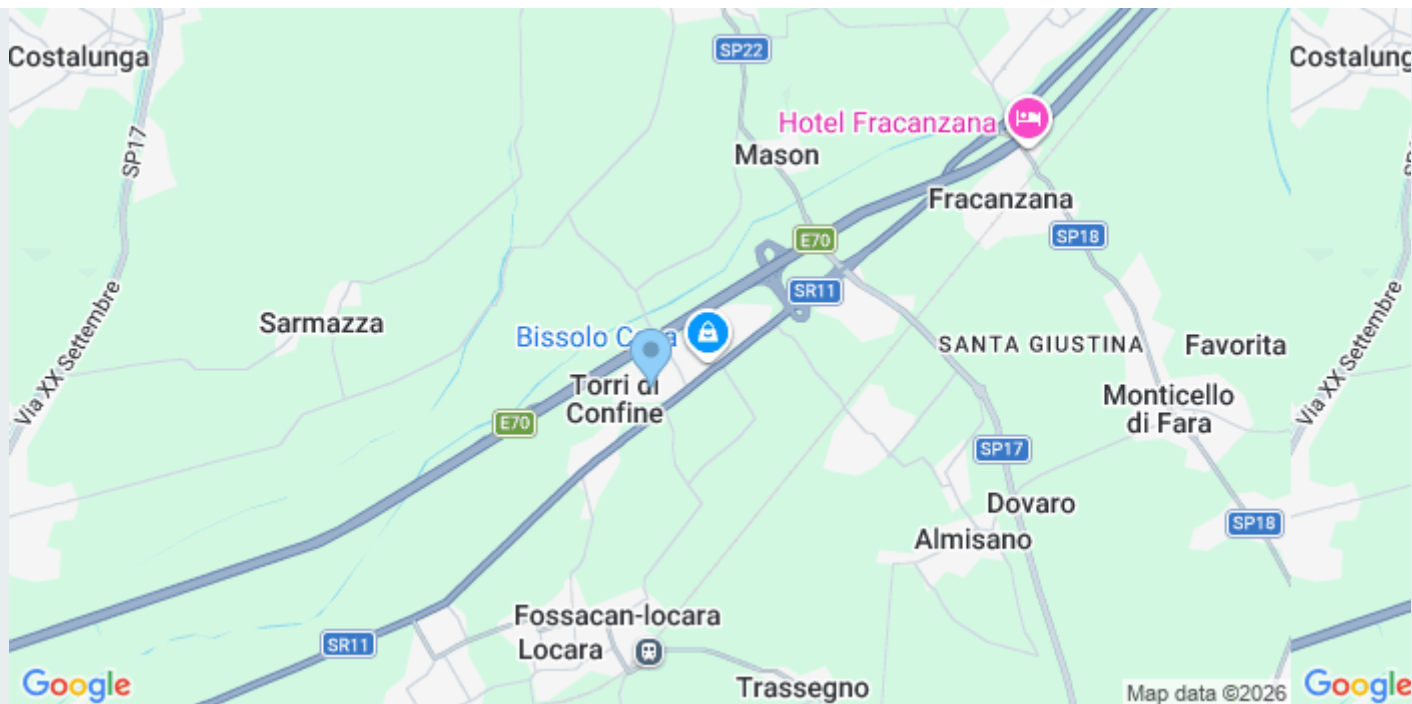 Costalunga
SP22
Costalung
Hotel Fracanzana
Mason
SP17
Fracanzana
SP18
E70
SR11
Sarmazza
Bissolo C
SANTA GIUSTINA
Favorita
Via XX Settembre
Via XX Settembre
Torri di
Confine
Monticello
di Fara
E70
SP17
Dovaro
SP18
Almisano
Fossacan-locara
SR11
Locara
Trassegno
Google
Map data ©2026
Google